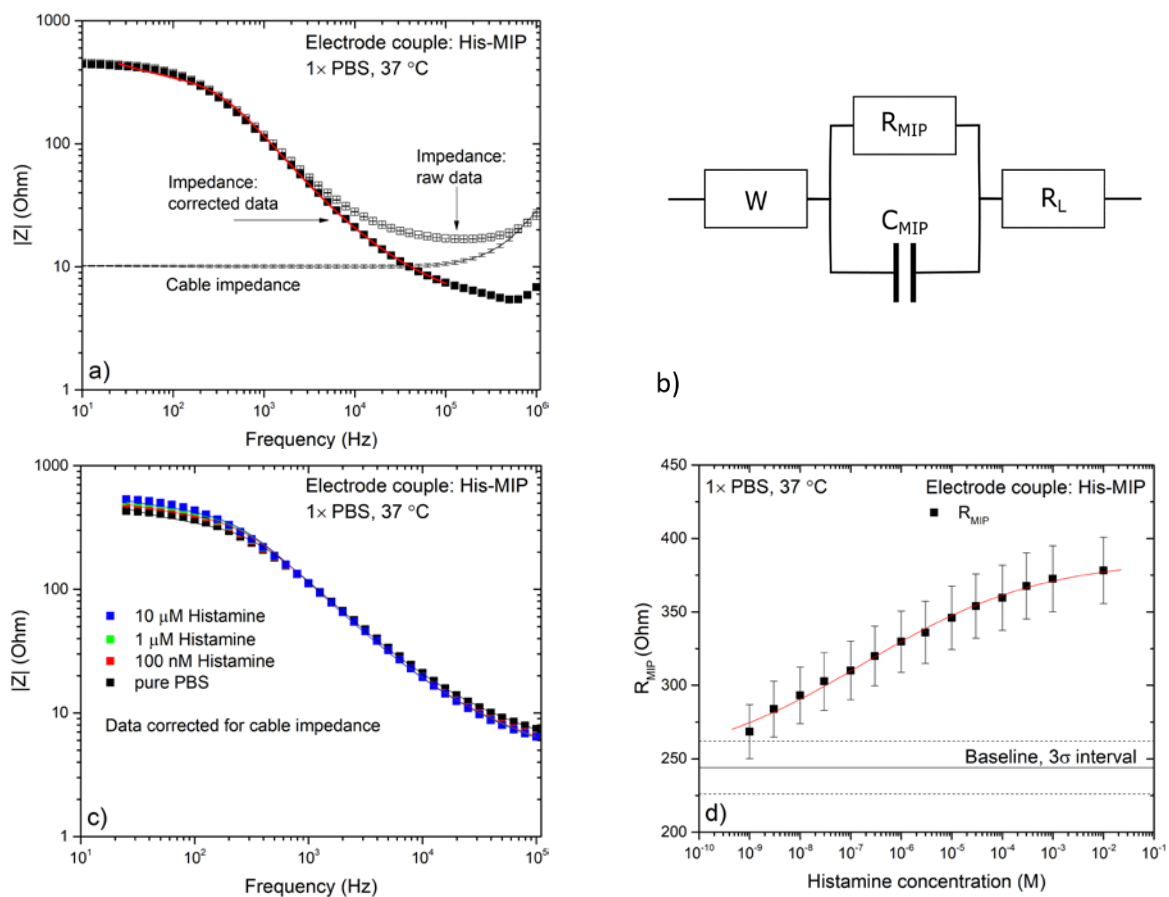 Electrode couple: His-MIP
1× PBS, 37 °C
1000
100
10
1
|Z| (Ohm)
Impedance:
raw data
Impedance:
corrected data
Cable impedance
a)
10¹
10²
10³
10⁴
10⁵
10⁶
Frequency (Hz)
W
R_MIP
C_MIP
R_L
b)
Electrode couple: His-MIP
1× PBS, 37 °C
1000
100
10
1
|Z| (Ohm)
10 μM Histamine
1 μM Histamine
100 nM Histamine
pure PBS
Data corrected for cable impedance
c)
10¹
10²
10³
10⁴
10⁵
Frequency (Hz)
1× PBS, 37 °C
Electrode couple: His-MIP
R_MIP
450
400
350
300
250
200
R_MIP (Ohm)
Baseline, 3σ interval
d)
10⁻¹⁰
10⁻⁹
10⁻⁸
10⁻⁷
10⁻⁶
10⁻⁵
10⁻⁴
10⁻³
10⁻²
10⁻¹
Histamine concentration (M)